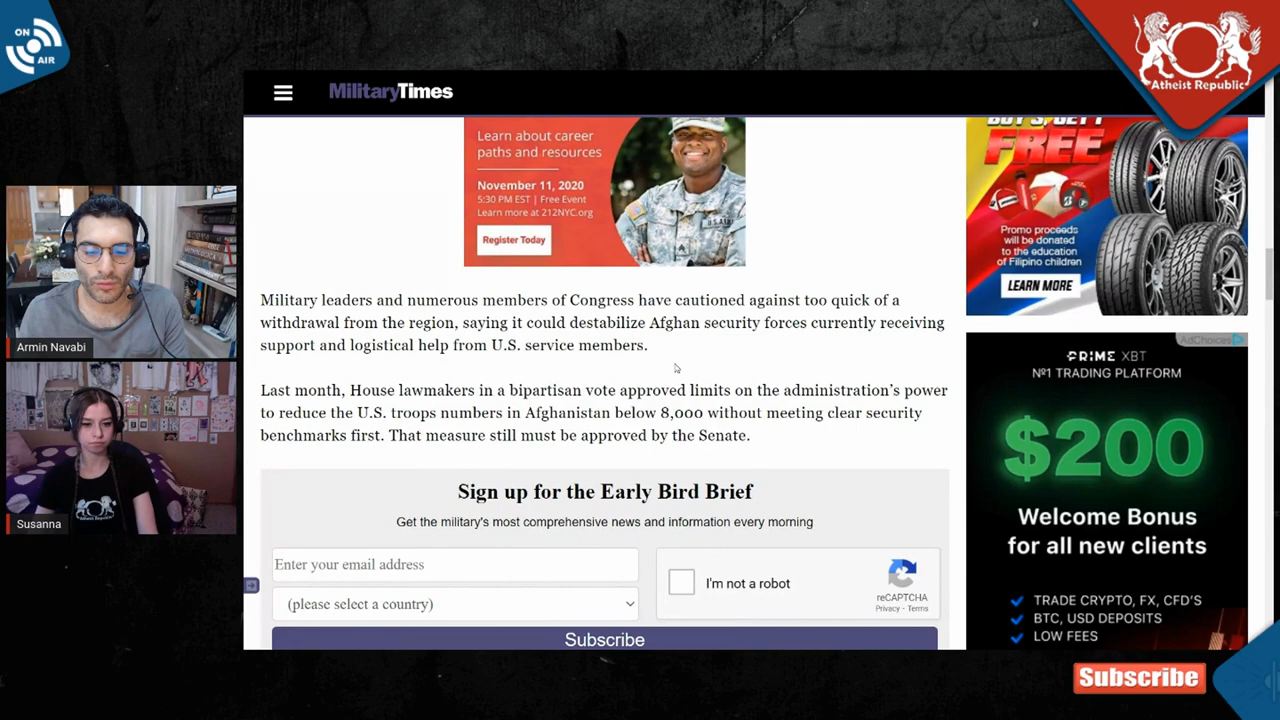 ON
AIR
Atheist Republic
MilitaryTimes
Learn about career
paths and resources
November 11, 2020
5:30 PM EST | Free Event
Learn more at 212NYC.org
Register Today
FREE
Promo proceeds
will be donated
to the education
of Filipino children
LEARN MORE
Armin Navabi
Military leaders and numerous members of Congress have cautioned against too quick of a
withdrawal from the region, saying it could destabilize Afghan security forces currently receiving
support and logistical help from U.S. service members.
Last month, House lawmakers in a bipartisan vote approved limits on the administration's power
to reduce the U.S. troops numbers in Afghanistan below 8,000 without meeting clear security
benchmarks first. That measure still must be approved by the Senate.
AdChoices
PRIME XBT
Nº1 TRADING PLATFORM
$200
Welcome Bonus
for all new clients
TRADE CRYPTO, FX, CFD'S
BTC, USD DEPOSITS
LOW FEES
Atheist Republic
Susanna
Sign up for the Early Bird Brief
Get the military's most comprehensive news and information every morning
Enter your email address
(please select a country)
I'm not a robot
reCAPTCHA
Privacy - Terms
Subscribe
Subscribe